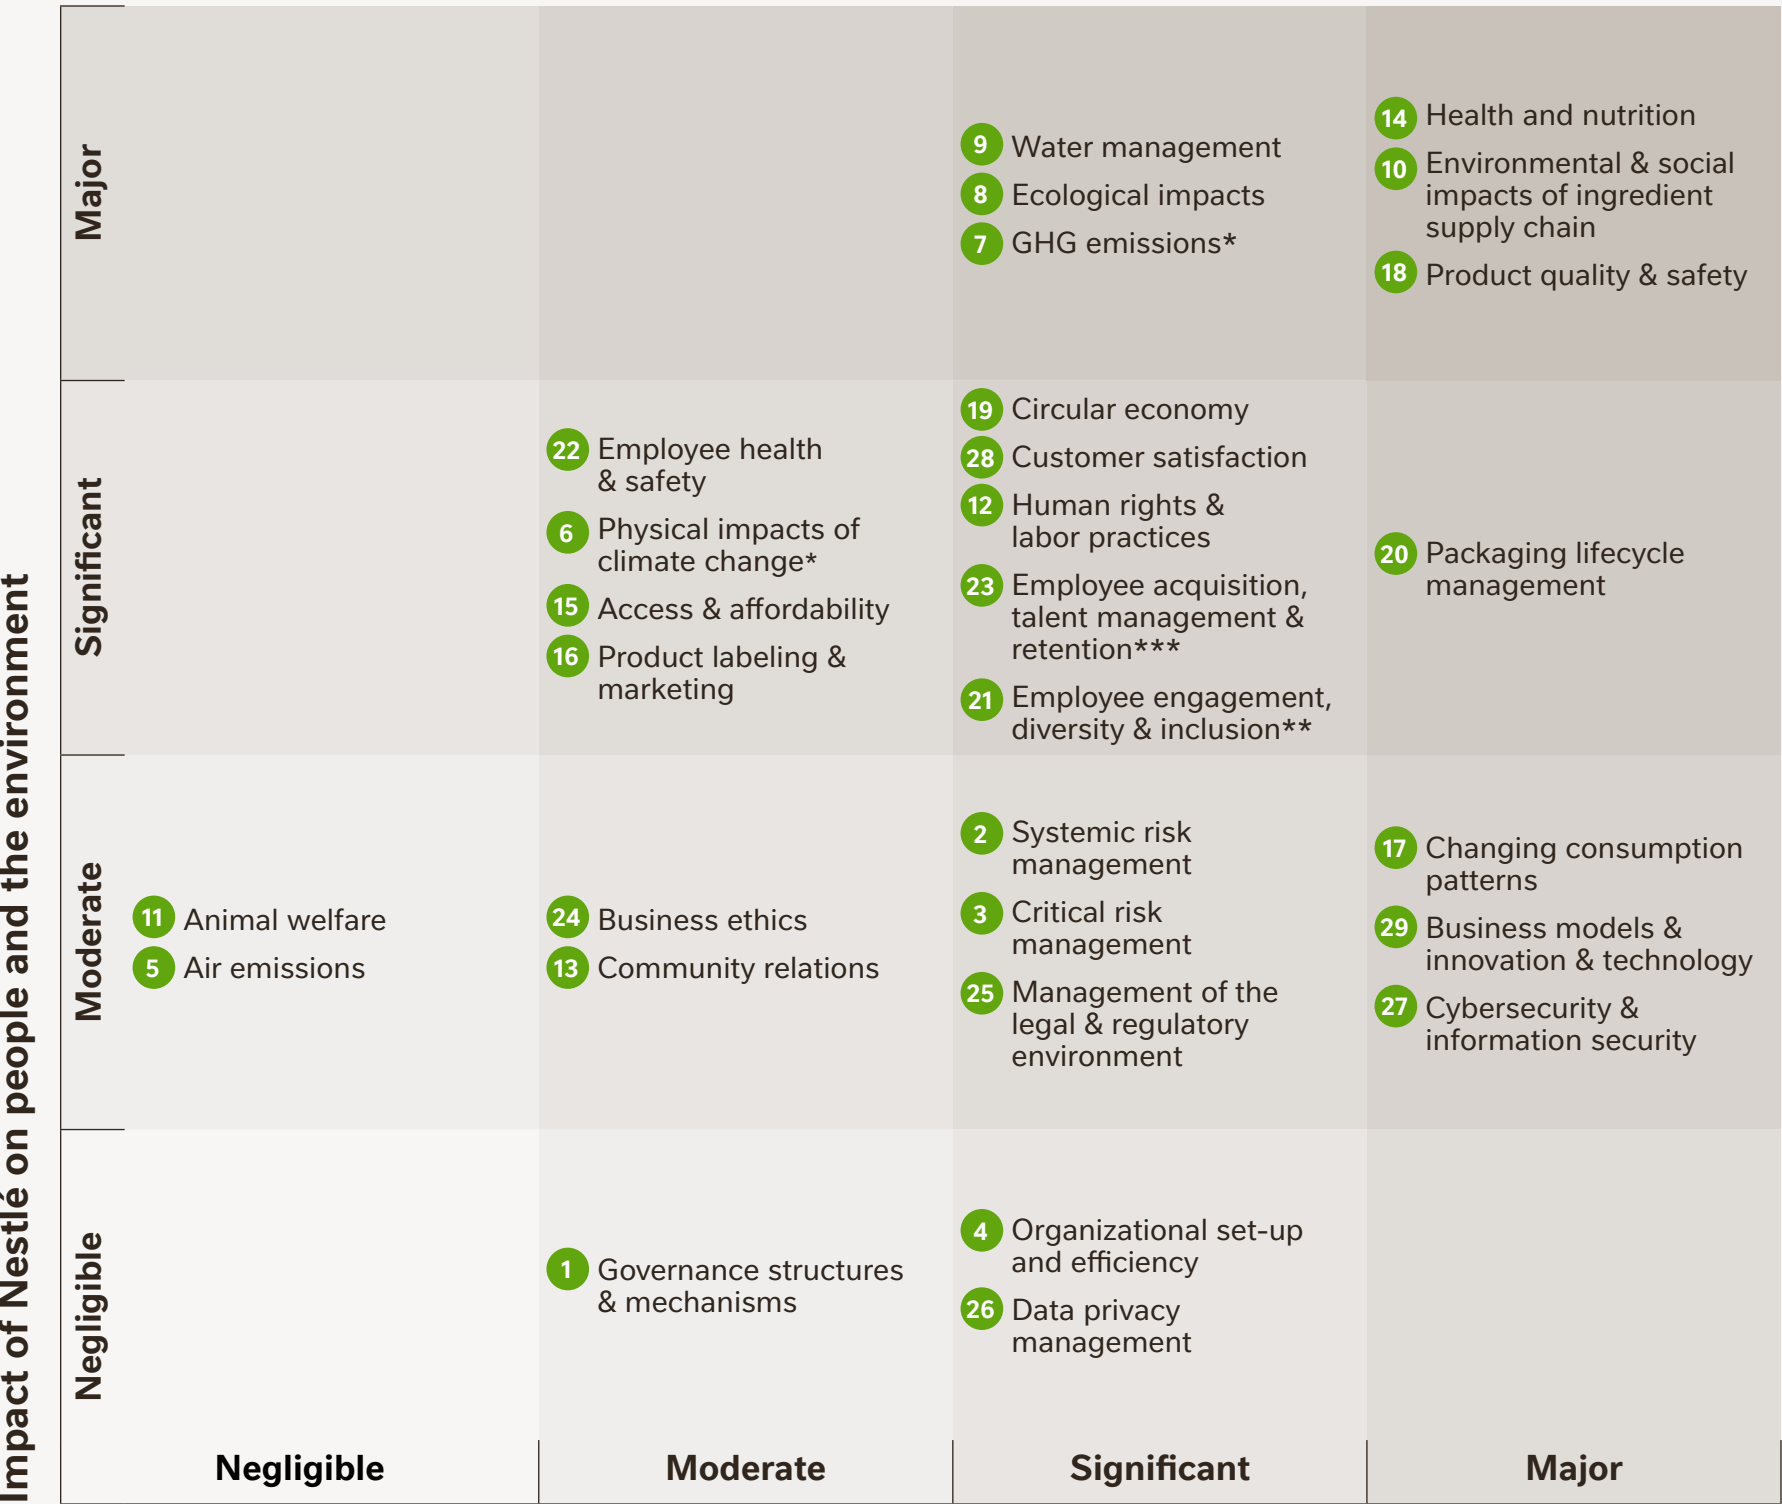 Impact of Nestlé on people and the environment
Major
9 Water management
8 Ecological impacts
7 GHG emissions*
14 Health and nutrition
10 Environmental & social
impacts of ingredient
supply chain
18 Product quality & safety
Significant
22 Employee health
& safety
6 Physical impacts of
climate change*
15 Access & affordability
16 Product labeling &
marketing
19 Circular economy
28 Customer satisfaction
12 Human rights &
labor practices
23 Employee acquisition,
talent management &
retention***
21 Employee engagement,
diversity & inclusion**
20 Packaging lifecycle
management
Moderate
11 Animal welfare
5 Air emissions
24 Business ethics
13 Community relations
2 Systemic risk
management
3 Critical risk
management
25 Management of the
legal & regulatory
environment
17 Changing consumption
patterns
29 Business models &
innovation & technology
27 Cybersecurity &
information security
Negligible
1 Governance structures
& mechanisms
4 Organizational set-up
and efficiency
26 Data privacy
management
Negligible
Moderate
Significant
Major